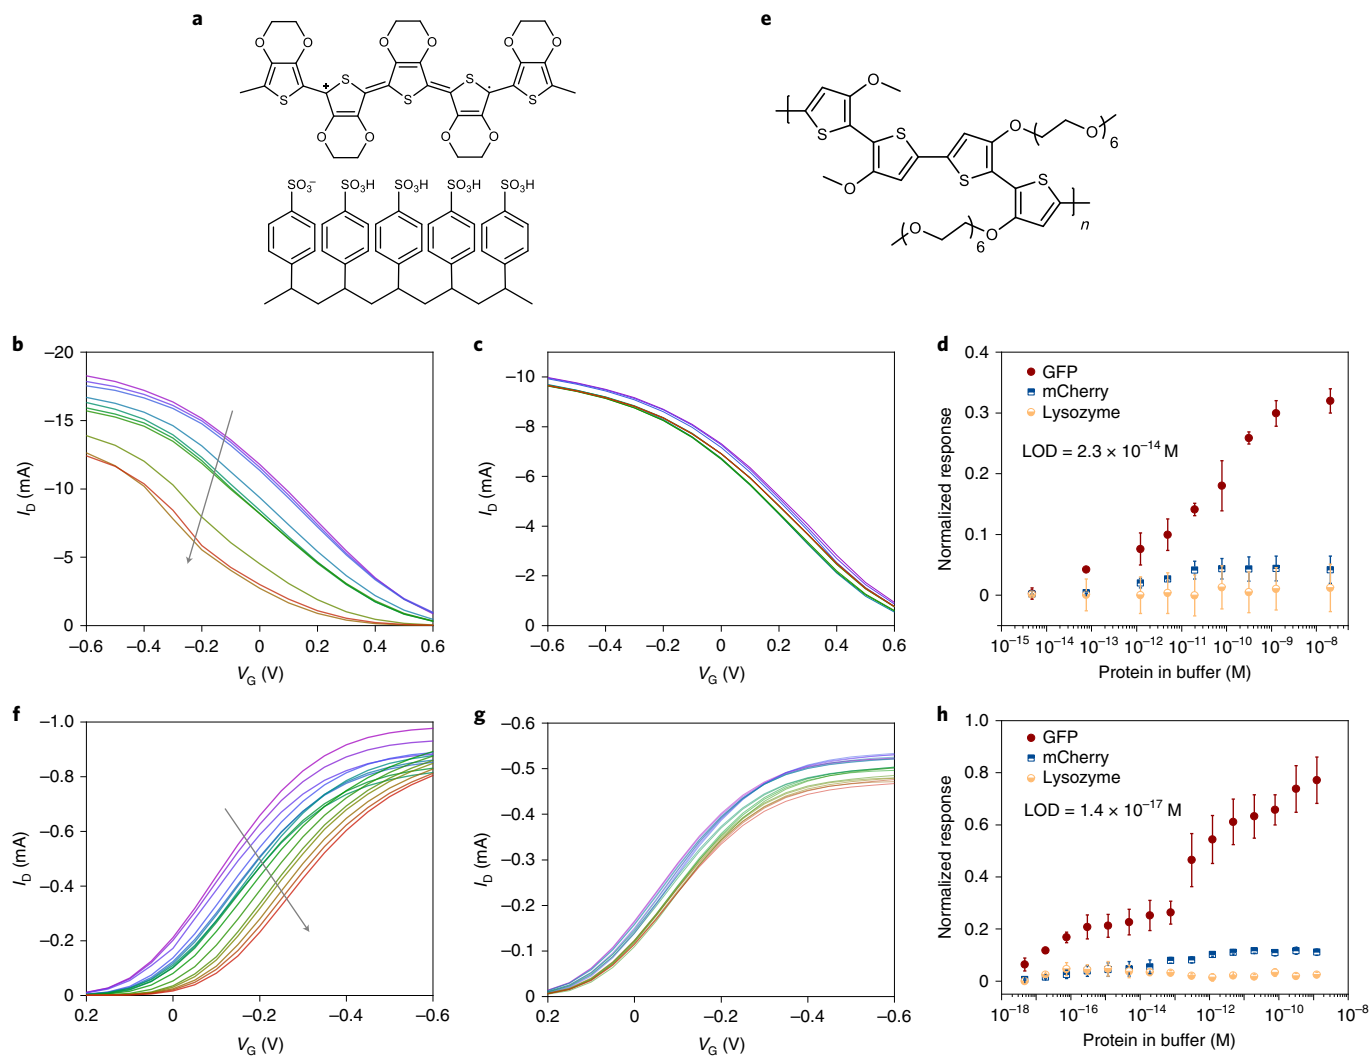 a
O O O O O O
S S S
+ ·
S S
O O O O
SO₃⁻ SO₃H SO₃H SO₃H SO₃H
e
O
S S O O 6
O S S
O O 6 n
b
−20
−15
−10
−5
0
I_D (mA)
−0.6 −0.4 −0.2 0 0.2 0.4 0.6
V_G (V)
c
−10
−8
−6
−4
−2
0
I_D (mA)
−0.6 −0.4 −0.2 0 0.2 0.4 0.6
V_G (V)
d
0.4
0.3
0.2
0.1
0
Normalized response
GFP
mCherry
Lysozyme
LOD = 2.3 × 10⁻¹⁴ M
10⁻¹⁵ 10⁻¹⁴ 10⁻¹³ 10⁻¹² 10⁻¹¹ 10⁻¹⁰ 10⁻⁹ 10⁻⁸
Protein in buffer (M)
f
−1.0
−0.8
−0.6
−0.4
−0.2
0
I_D (mA)
0.2 0 −0.2 −0.4 −0.6
V_G (V)
g
−0.6
−0.5
−0.4
−0.3
−0.2
−0.1
0
I_D (mA)
0.2 0 −0.2 −0.4 −0.6
V_G (V)
h
1.0
0.8
0.6
0.4
0.2
0
Normalized response
GFP
mCherry
Lysozyme
LOD = 1.4 × 10⁻¹⁷ M
10⁻¹⁸ 10⁻¹⁶ 10⁻¹⁴ 10⁻¹² 10⁻¹⁰ 10⁻⁸
Protein in buffer (M)